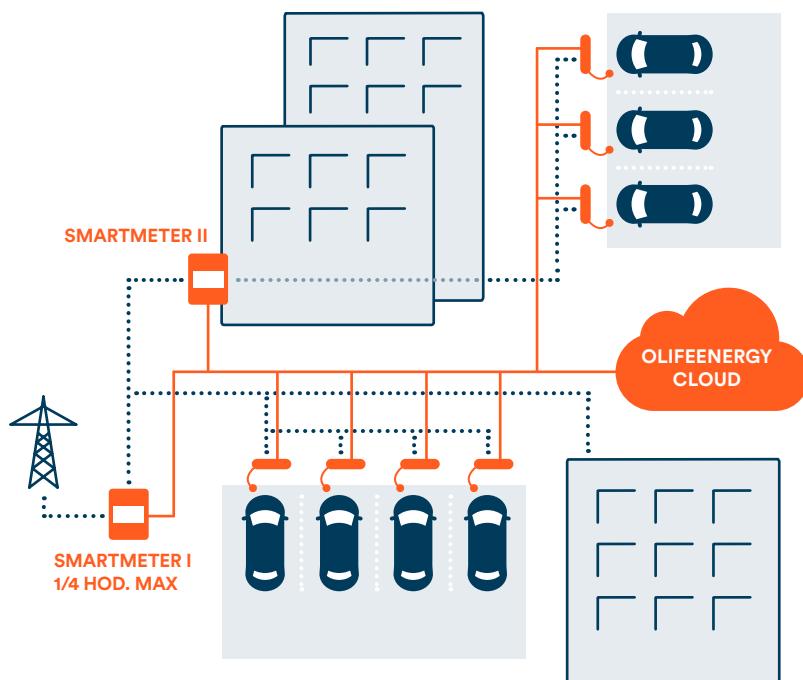 SMARTMETER II
OLIFEENERGY
CLOUD
SMARTMETER I
1/4 HOD. MAX